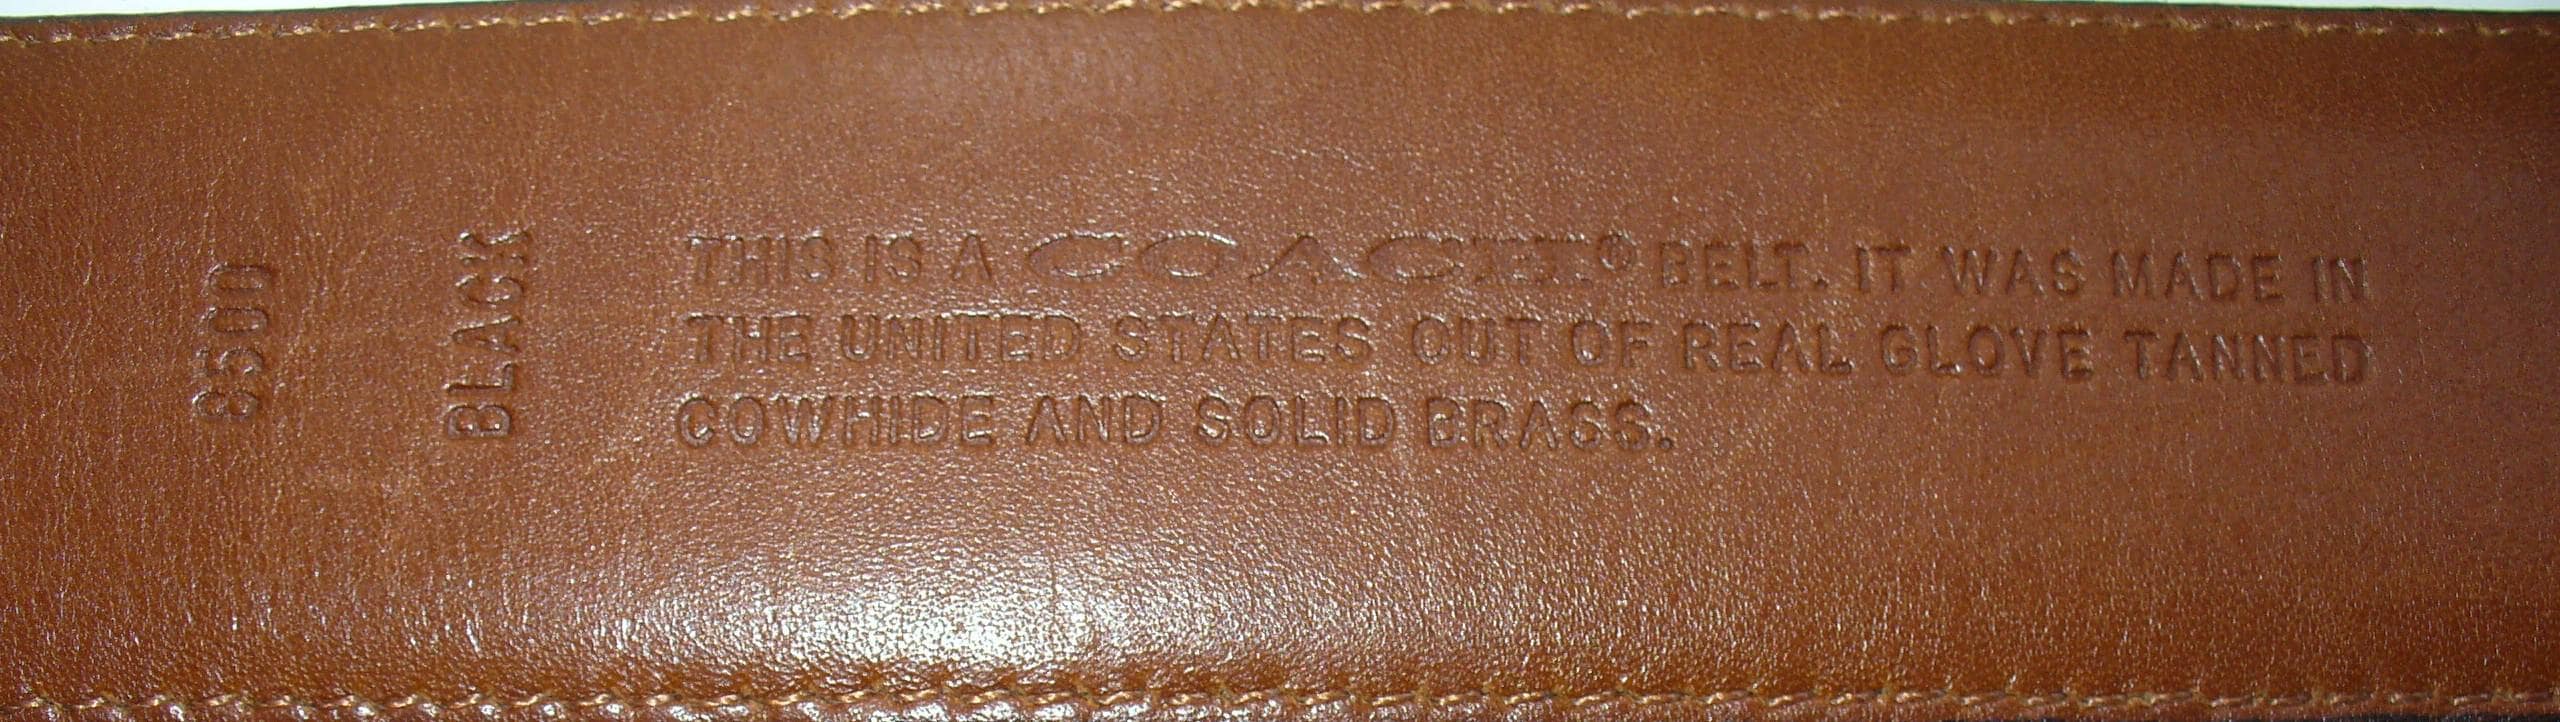 8500
BLACK
THIS IS A COACH® BELT. IT WAS MADE IN
THE UNITED STATES OUT OF REAL GLOVE TANNED
COWHIDE AND SOLID BRASS.